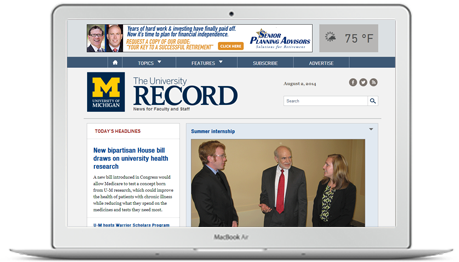 Years of hard work & investing have finally paid off.
Now it's time to plan for financial independence.
REQUEST A COPY OF OUR GUIDE:
"YOUR KEY TO A SUCCESSFUL RETIREMENT"
CLICK HERE
SENIOR
PLANNING ADVISORS
Solutions for Retirement
75 °F
TOPICS
FEATURES
SUBSCRIBE
ADVERTISE
M
UNIVERSITY OF
MICHIGAN
The University
RECORD
News for Faculty and Staff
August 2, 2014
Search
TODAY'S HEADLINES
New bipartisan House bill
draws on university health
research
A new bill introduced in Congress would
allow Medicare to test a concept born
from U-M research, which could improve
the health of patients with chronic illness
while reducing what they spend on the
medicines and tests they need most.
U-M hosts Warrior Scholars Program
Summer internship
MacBook Air